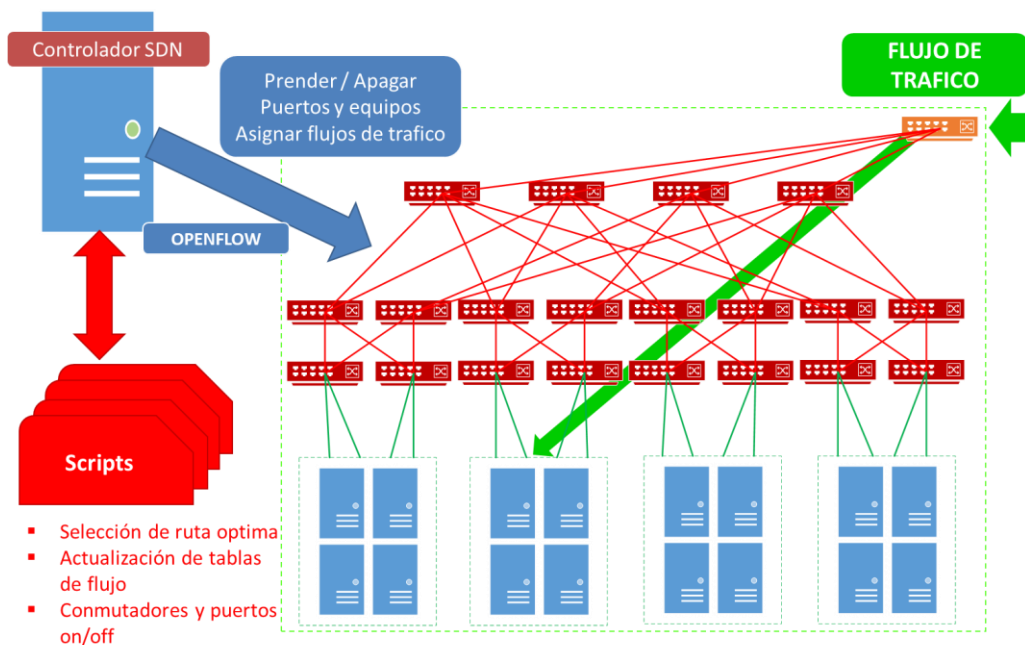 Controlador SDN
Prender / Apagar
Puertos y equipos
Asignar flujos de trafico
FLUJO DE
TRAFICO
OPENFLOW
Scripts
▪ Selección de ruta optima
▪ Actualización de tablas
de flujo
▪ Conmutadores y puertos
on/off